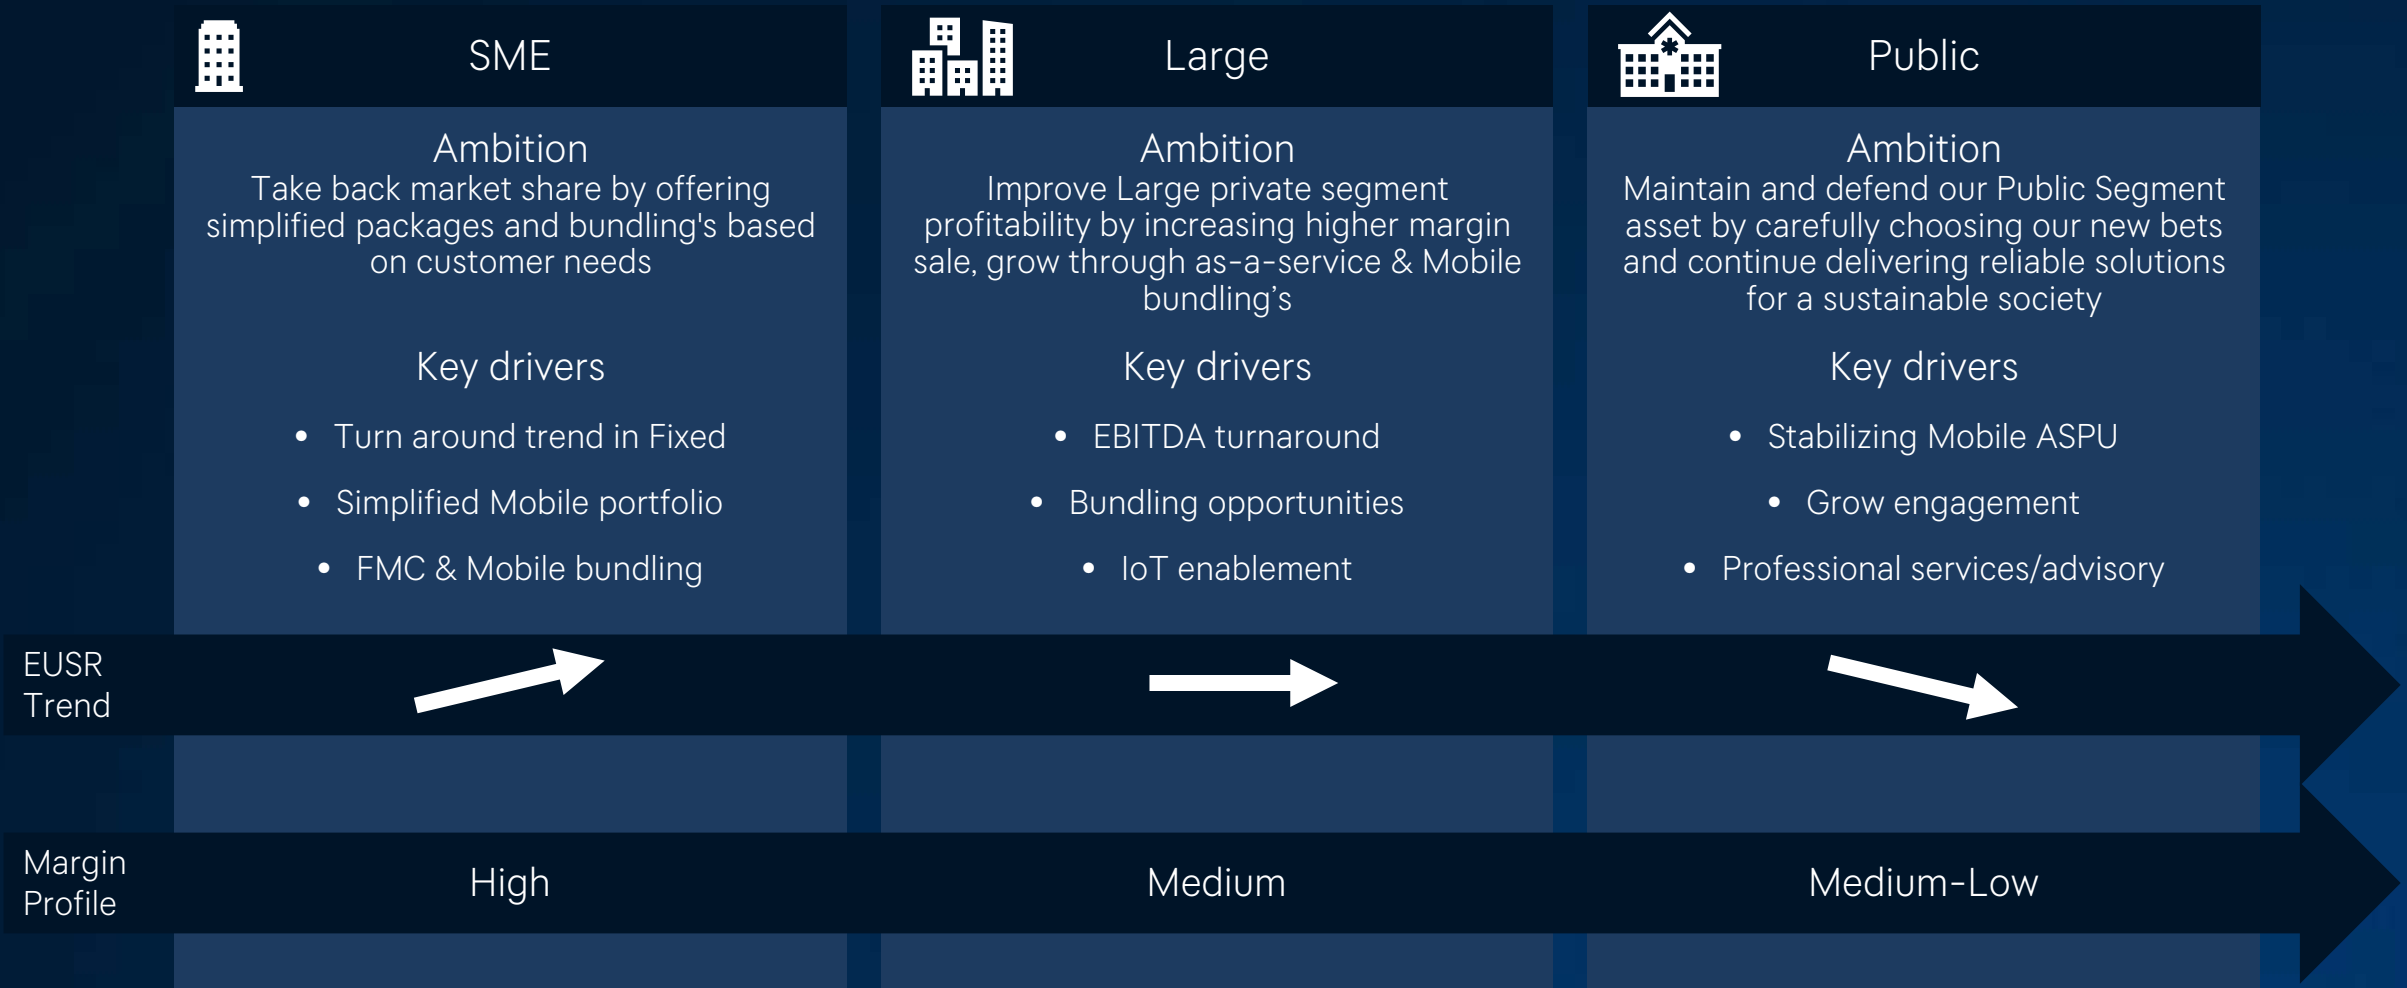 SME
Ambition
Take back market share by offering
simplified packages and bundling's based
on customer needs
Key drivers
• Turn around trend in Fixed
• Simplified Mobile portfolio
• FMC & Mobile bundling
Large
Ambition
Improve Large private segment
profitability by increasing higher margin
sale, grow through as-a-service & Mobile
bundling’s
Key drivers
• EBITDA turnaround
• Bundling opportunities
• IoT enablement
Public
Ambition
Maintain and defend our Public Segment
asset by carefully choosing our new bets
and continue delivering reliable solutions
for a sustainable society
Key drivers
• Stabilizing Mobile ASPU
• Grow engagement
• Professional services/advisory
EUSR
Trend
Margin
Profile
High
Medium
Medium-Low